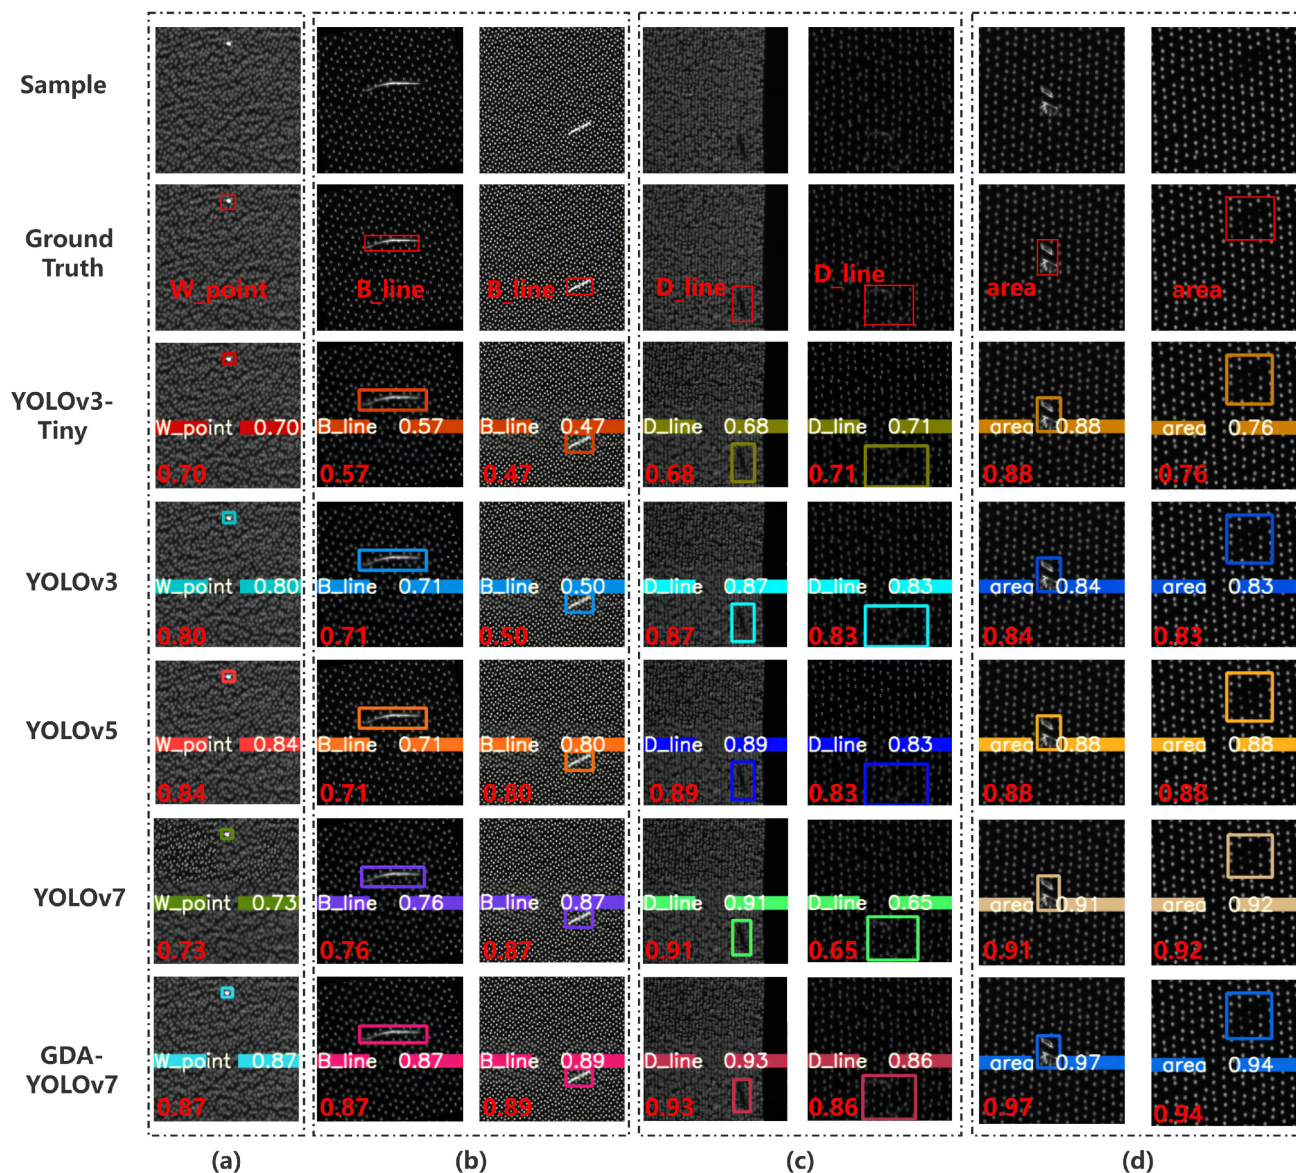 Sample
Ground
Truth
W_point B_line B_line D_line D_line area area
YOLOv3-
Tiny
W_point 0.70 B_line 0.57 B_line 0.47 D_line 0.68 D_line 0.71 area 0.88 area 0.76
0.70 0.57 0.47 0.68 0.71 0.88 0.76
YOLOv3
W_point 0.80 B_line 0.71 B_line 0.50 D_line 0.87 D_line 0.83 area 0.84 area 0.83
0.80 0.71 0.50 0.87 0.83 0.84 0.83
YOLOv5
W_point 0.84 B_line 0.71 B_line 0.80 D_line 0.89 D_line 0.83 area 0.88 area 0.88
0.84 0.71 0.80 0.89 0.83 0.88 0.88
YOLOv7
W_point 0.73 B_line 0.76 B_line 0.87 D_line 0.91 D_line 0.65 area 0.91 area 0.92
0.73 0.76 0.87 0.91 0.65 0.91 0.92
GDA-
YOLOv7
W_point 0.87 B_line 0.87 B_line 0.89 D_line 0.93 D_line 0.86 area 0.97 area 0.94
0.87 0.87 0.89 0.93 0.86 0.97 0.94
(a) (b) (c) (d)